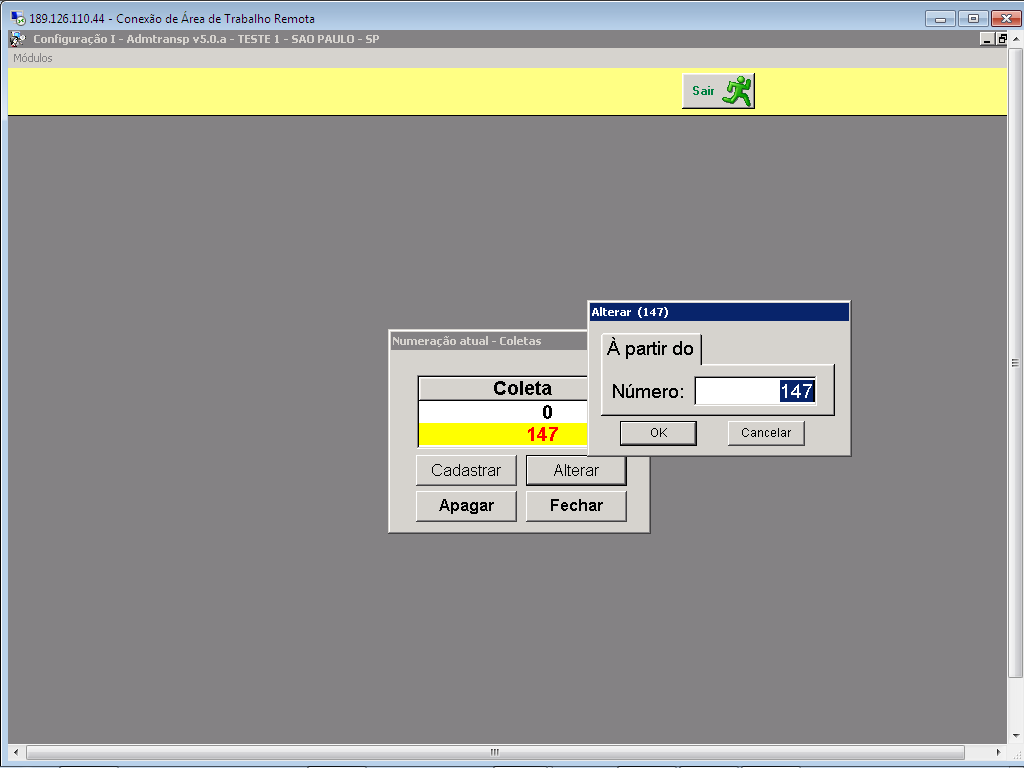 189.126.110.44 - Conexão de Área de Trabalho Remota
Configuração I - Admtransp v5.0.a - TESTE 1 - SAO PAULO - SP
Módulos
Sair
Alterar (147)
À partir do
Número: 147
OK Cancelar
Numeração atual - Coletas
Coleta
0
147
Cadastrar Alterar
Apagar Fechar